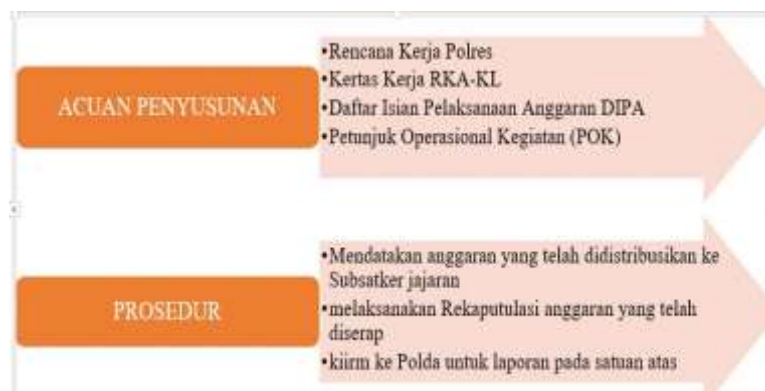 ACUAN PENYUSUNAN
•Rencana Kerja Polres
•Kertas Kerja RKA-KL
•Daftar Isian Pelaksanaan Anggaran DIPA
•Petunjuk Operasional Kegiatan (POK)
PROSEDUR
•Mendatakan anggaran yang telah didistribusikan ke
Subsatker jajaran
•melaksanakan Rekaputulasi anggaran yang telah
diserap
•kiirm ke Polda untuk laporan pada satuan atas